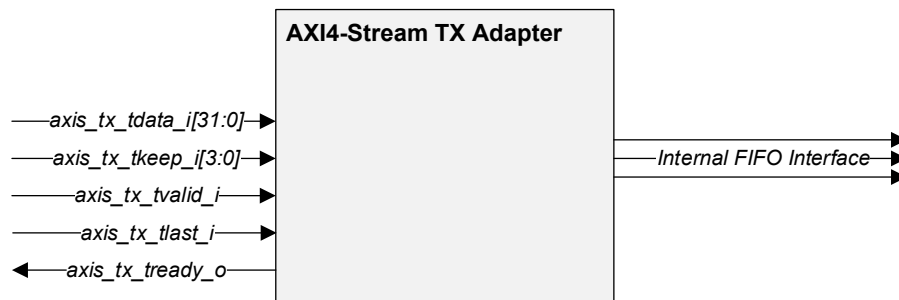 AXI4-Stream TX Adapter
axis_tx_tdata_i[31:0]
axis_tx_tkeep_i[3:0]
axis_tx_tvalid_i
axis_tx_tlast_i
axis_tx_tready_o
Internal FIFO Interface